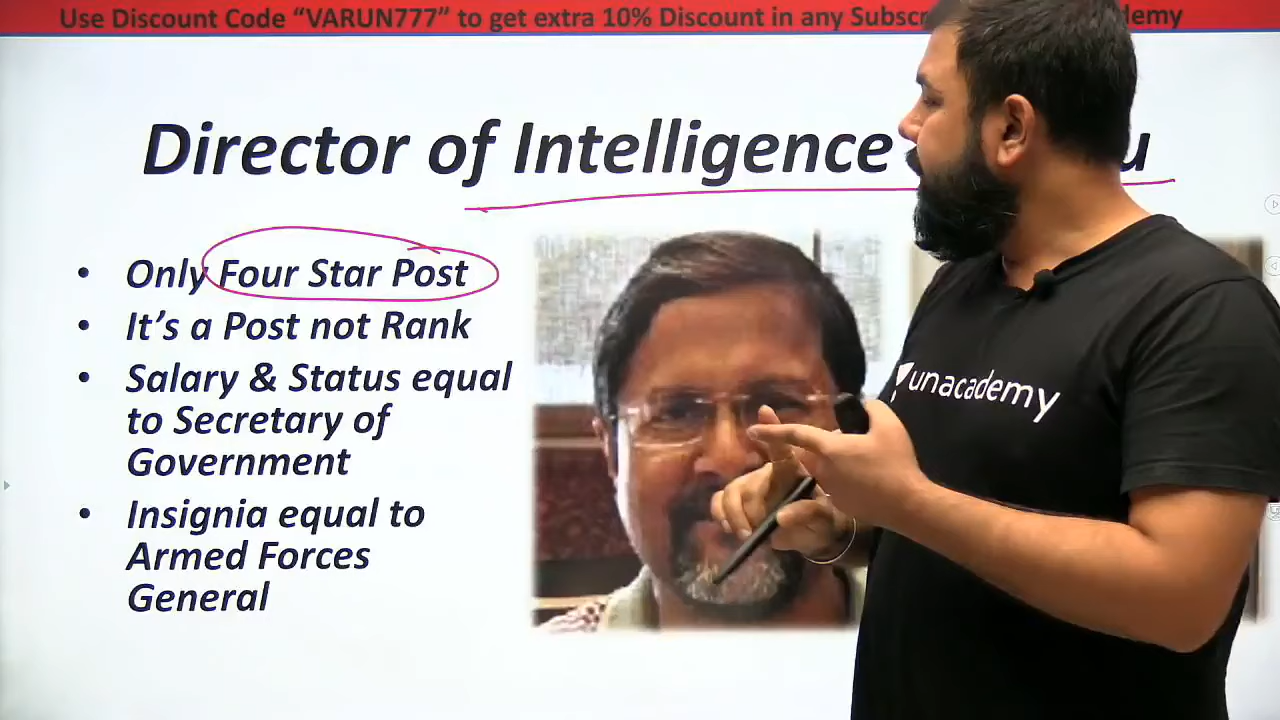 Use Discount Code “VARUN777” to get extra 10% Discount in any Subsc
Director of Intelligence
• Only Four Star Post
• It’s a Post not Rank
• Salary & Status equal
to Secretary of
Government
• Insignia equal to
Armed Forces
General
unacademy